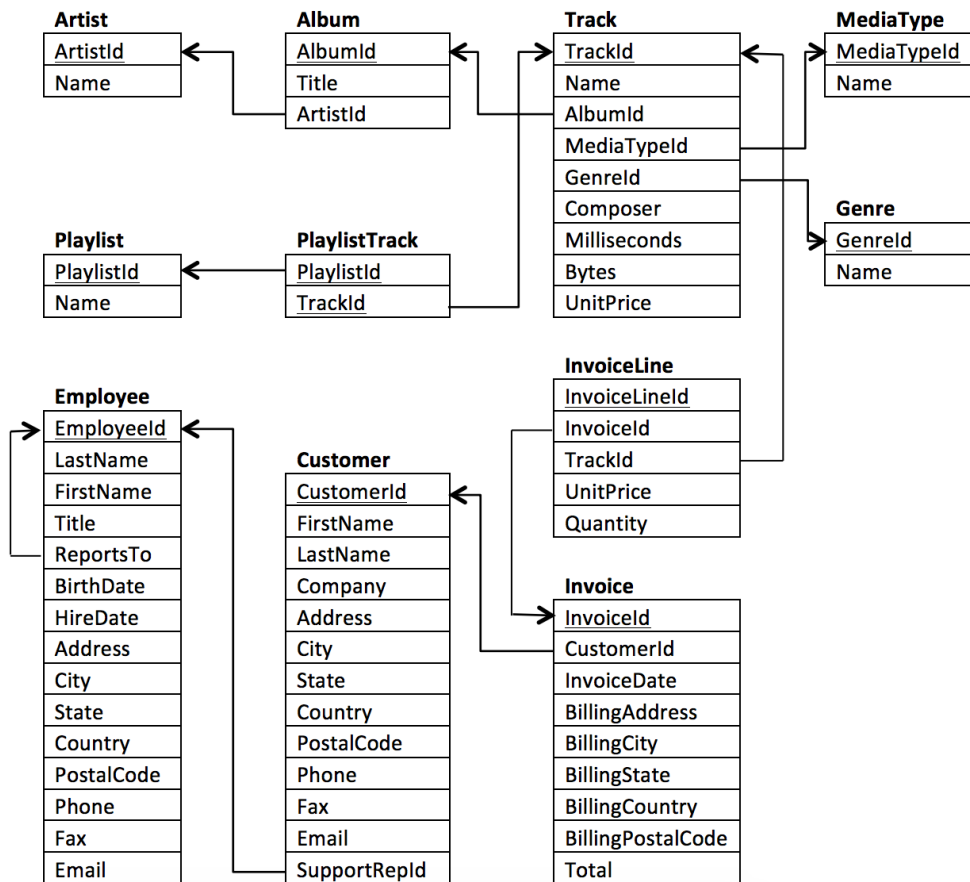 Artist
ArtistId
Name
Album
AlbumId
Title
ArtistId
Track
TrackId
Name
AlbumId
MediaTypeId
GenreId
Composer
Milliseconds
Bytes
UnitPrice
MediaType
MediaTypeId
Name
Genre
GenreId
Name
Playlist
PlaylistId
Name
PlaylistTrack
PlaylistId
TrackId
Employee
EmployeeId
LastName
FirstName
Title
ReportsTo
BirthDate
HireDate
Address
City
State
Country
PostalCode
Phone
Fax
Email
Customer
CustomerId
FirstName
LastName
Company
Address
City
State
Country
PostalCode
Phone
Fax
Email
SupportRepId
InvoiceLine
InvoiceLineId
InvoiceId
TrackId
UnitPrice
Quantity
Invoice
InvoiceId
CustomerId
InvoiceDate
BillingAddress
BillingCity
BillingState
BillingCountry
BillingPostalCode
Total